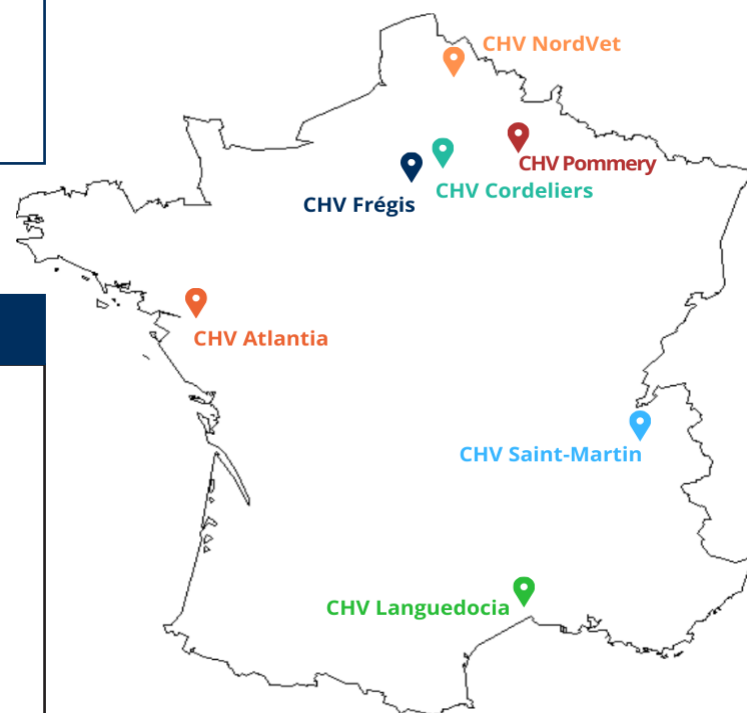 CHV NordVet
CHV Pommery
CHV Cordeliers
CHV Frégis
CHV Atlantia
CHV Saint-Martin
CHV Languedocia